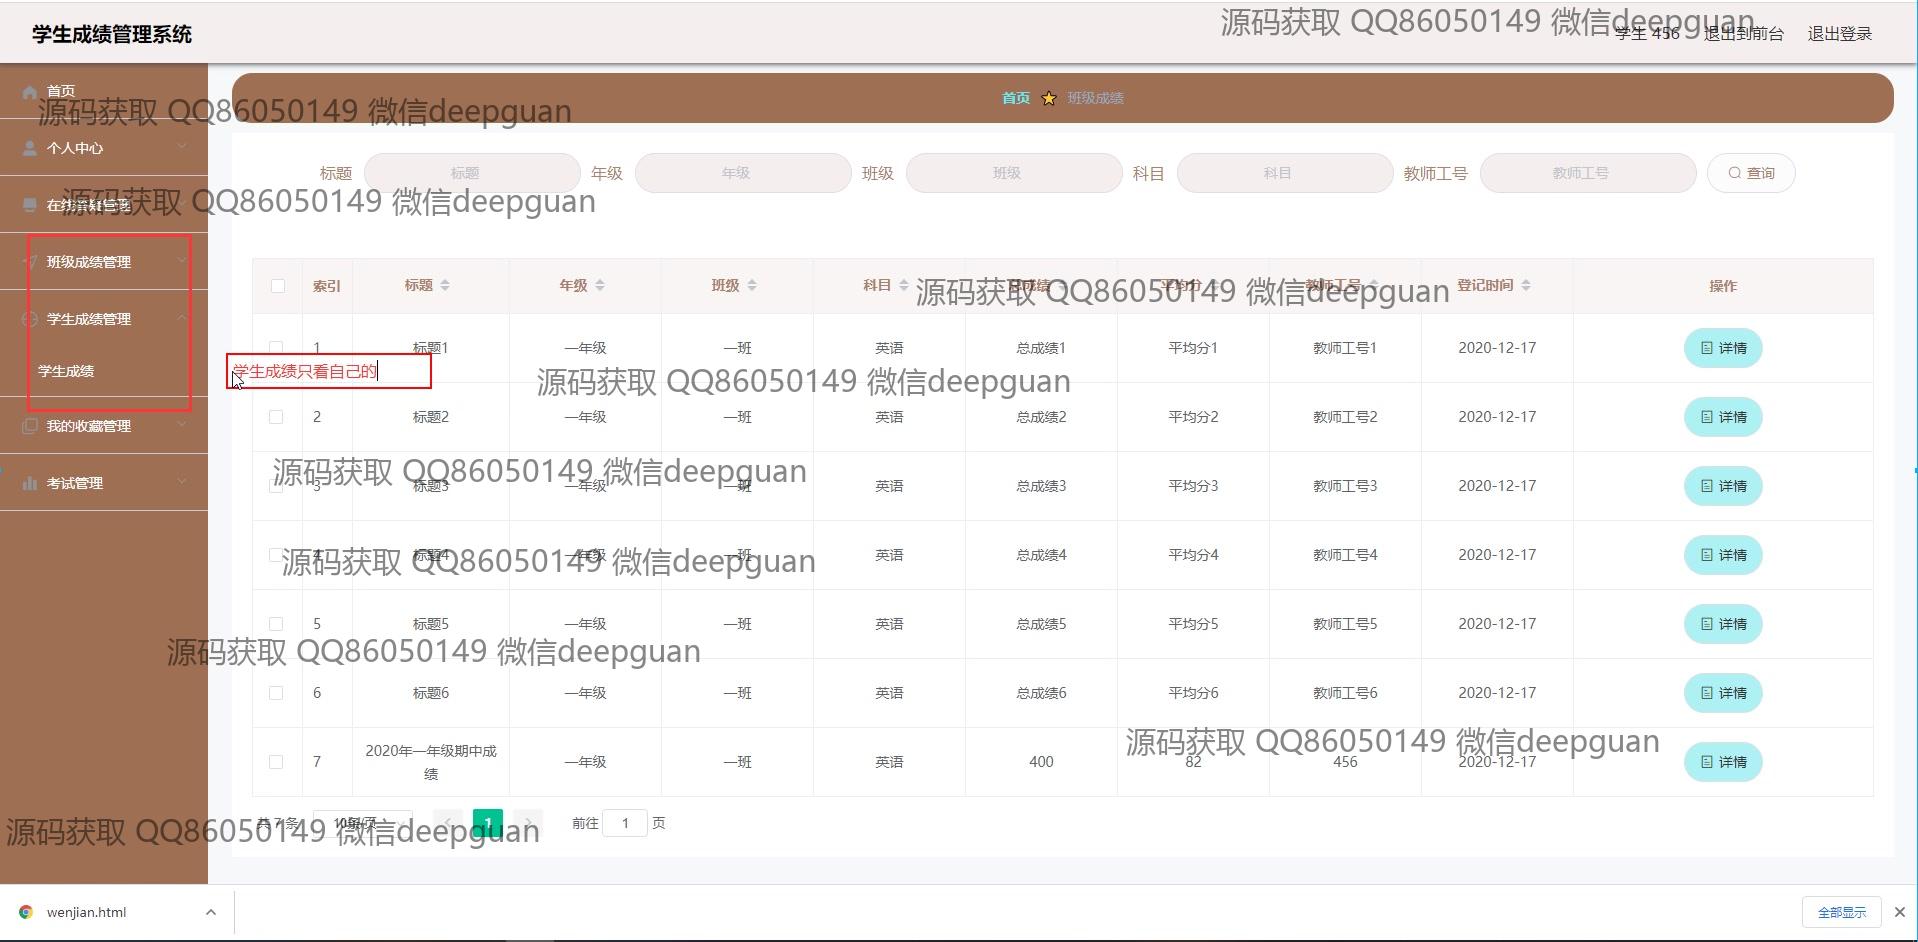 学生成绩管理系统
源码获取 QQ86050149 微信deepguan
学生 456 退出到前台 退出登录
首页
源码获取 QQ86050149 微信deepguan
首页 班级成绩
个人中心
标题 标题 年级 年级 班级 班级 科目 科目 教师工号 教师工号 查询
源码获取 QQ86050149 微信deepguan
班级成绩管理
索引 标题 年级 班级 科目 总成绩 平均分 教师工号 登记时间 操作
源码获取 QQ86050149 微信deepguan
学生成绩管理
1 标题1 一年级 一班 英语 总成绩1 平均分1 教师工号1 2020-12-17 详情
学生成绩
学生成绩只看自己的
源码获取 QQ86050149 微信deepguan
2 标题2 一年级 一班 英语 总成绩2 平均分2 教师工号2 2020-12-17 详情
我的收藏管理
源码获取 QQ86050149 微信deepguan
考试管理
3 标题3 一年级 一班 英语 总成绩3 平均分3 教师工号3 2020-12-17 详情
4 标题4 一年级 一班 英语 总成绩4 平均分4 教师工号4 2020-12-17 详情
源码获取 QQ86050149 微信deepguan
5 标题5 一年级 一班 英语 总成绩5 平均分5 教师工号5 2020-12-17 详情
源码获取 QQ86050149 微信deepguan
6 标题6 一年级 一班 英语 总成绩6 平均分6 教师工号6 2020-12-17 详情
源码获取 QQ86050149 微信deepguan
7 2020年一年级期中成
绩 一年级 一班 英语 400 82 456 2020-12-17 详情
共 7 条 10条/页 1 前往 1 页
源码获取 QQ86050149 微信deepguan
wenjian.html 全部显示